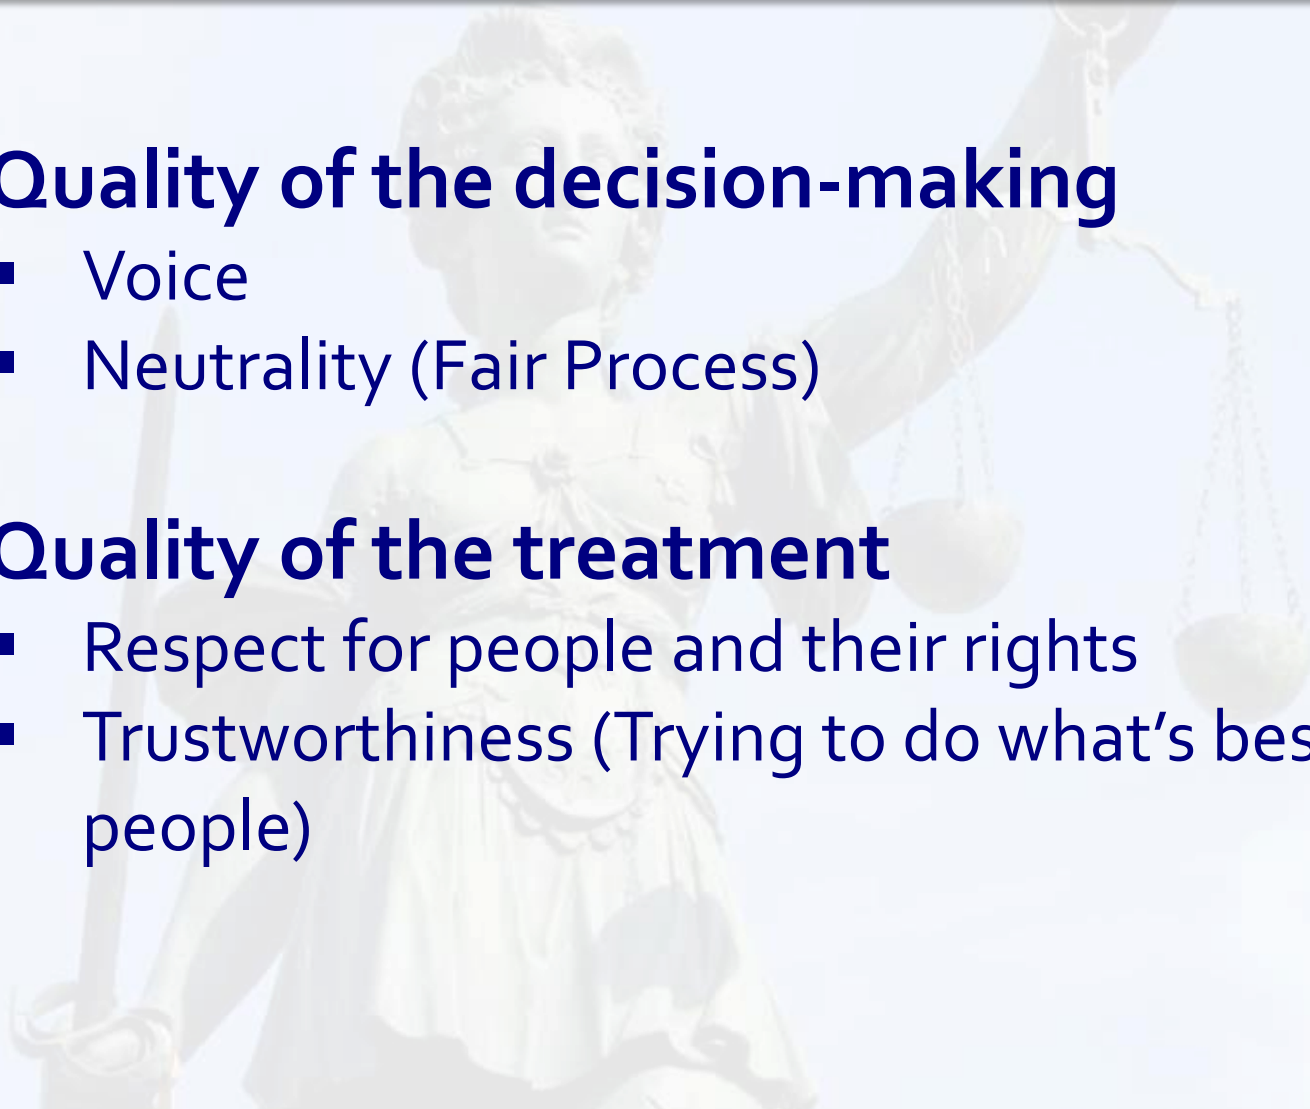 Quality of the decision-making
▪ Voice
▪ Neutrality (Fair Process)
Quality of the treatment
▪ Respect for people and their rights
▪ Trustworthiness (Trying to do what’s
people)